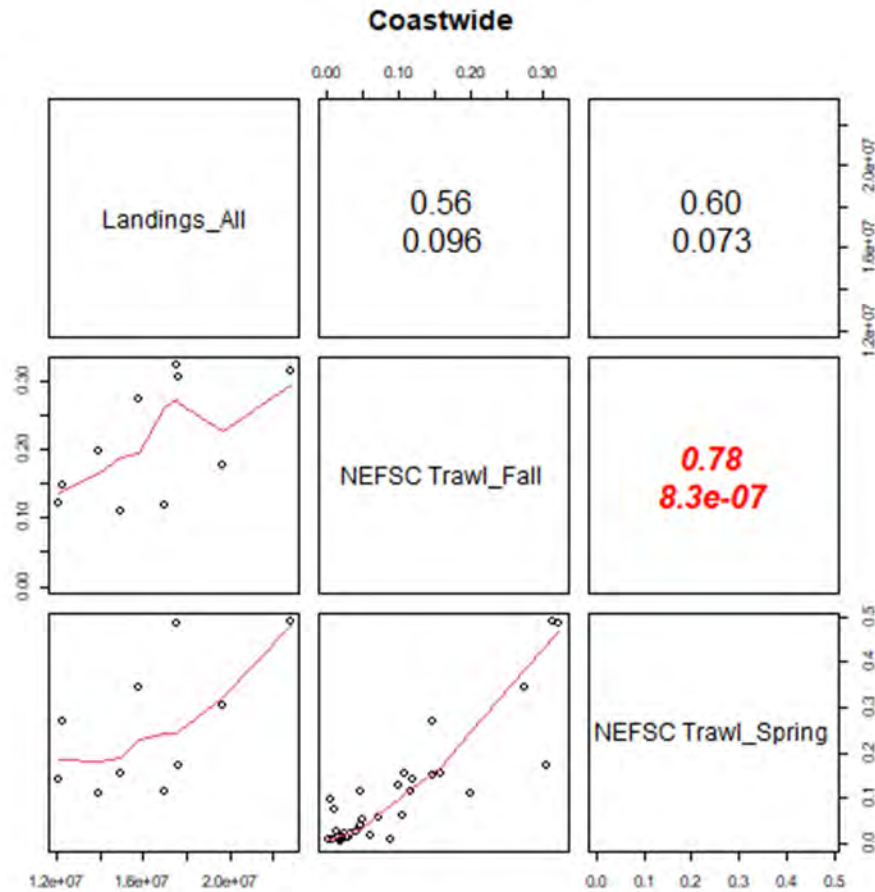 Coastwide
0.00 0.10 0.20 0.30
Landings_All
0.56
0.096
0.60
0.073
1.2e+07 1.6e+07 2.0e+07
0.00 0.10 0.20 0.30
NEFSC Trawl_Fall
0.78
8.3e-07
NEFSC Trawl_Spring
0.0 0.1 0.2 0.3 0.4 0.5
1.2e+07 1.6e+07 2.0e+07
0.0 0.1 0.2 0.3 0.4 0.5